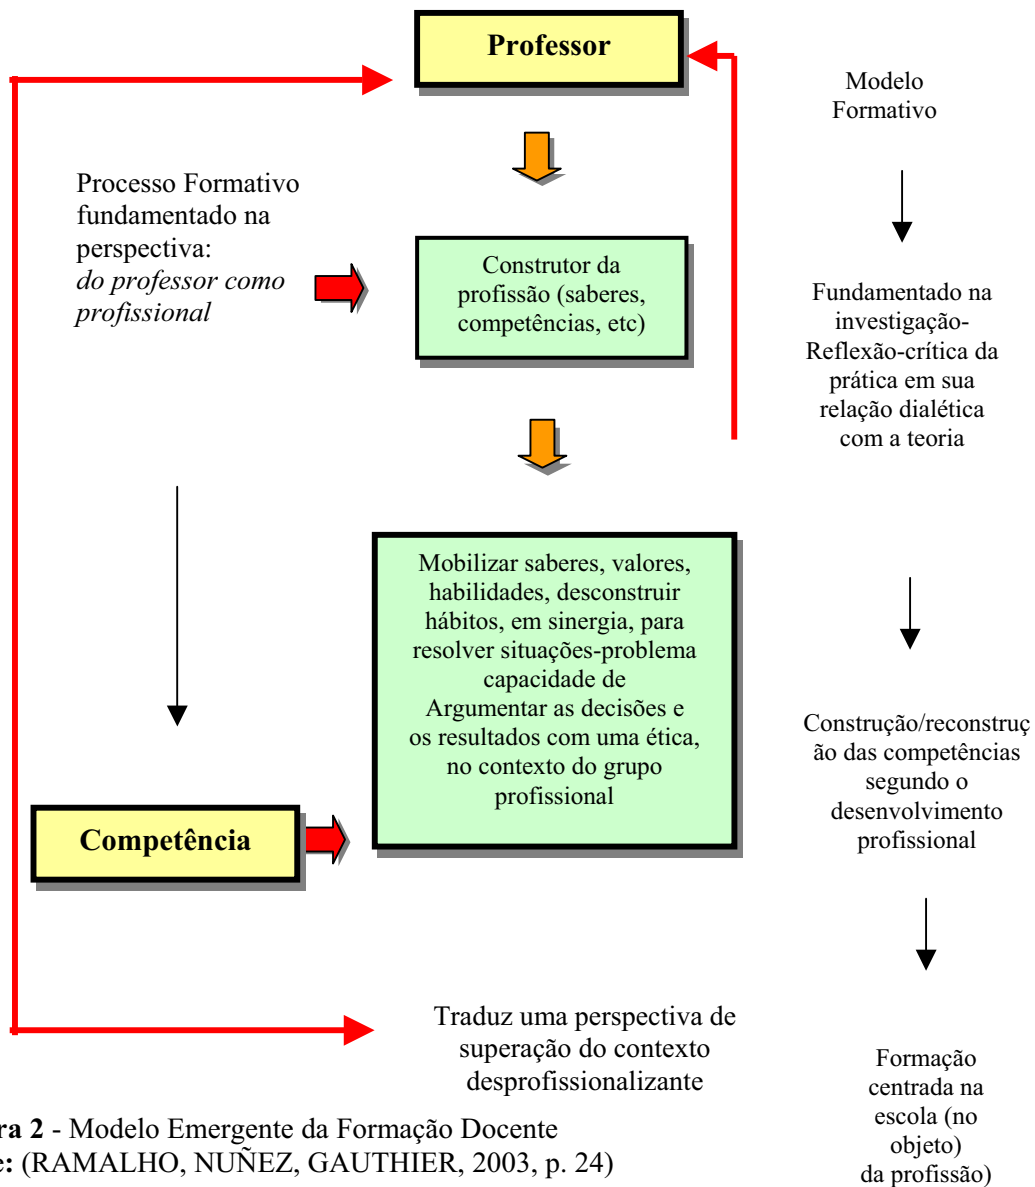 Professor
Modelo
Formativo
Processo Formativo
fundamentado na
perspectiva:
do professor como
profissional
Construtor da
profissão (saberes,
competências, etc)
Fundamentado na
investigação-
Reflexão-crítica da
prática em sua
relação dialética
com a teoria
Mobilizar saberes, valores,
habilidades, desconstruir
hábitos, em sinergia, para
resolver situações-problema
capacidade de
Argumentar as decisões e
os resultados com uma ética,
no contexto do grupo
profissional
Competência
Construção/reconstruç
ão das competências
segundo o
desenvolvimento
profissional
Traduz uma perspectiva de
superação do contexto
desprofissionalizante
Formação
centrada na
escola (no
objeto)
da profissão)
ra 2 - Modelo Emergente da Formação Docente
e: (RAMALHO, NUÑEZ, GAUTHIER, 2003, p. 24)